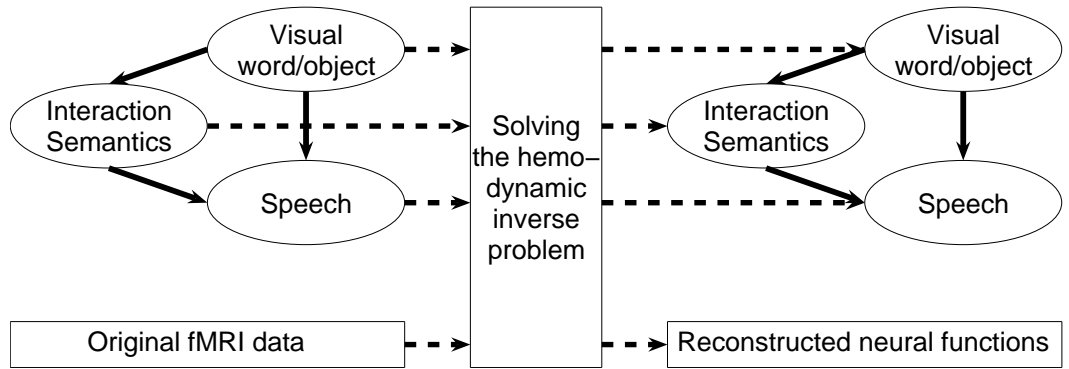 Visual
word/object
Interaction
Semantics
Speech
Solving
the hemo–
dynamic
inverse
problem
Visual
word/object
Interaction
Semantics
Speech
Original fMRI data
Reconstructed neural functions